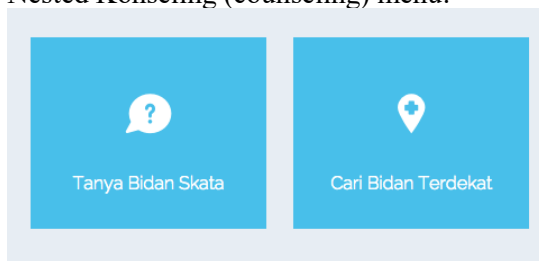 Nested Konseling (counseling) menu:
?
Tanya Bidan Skata
Cari Bidan Terdekat